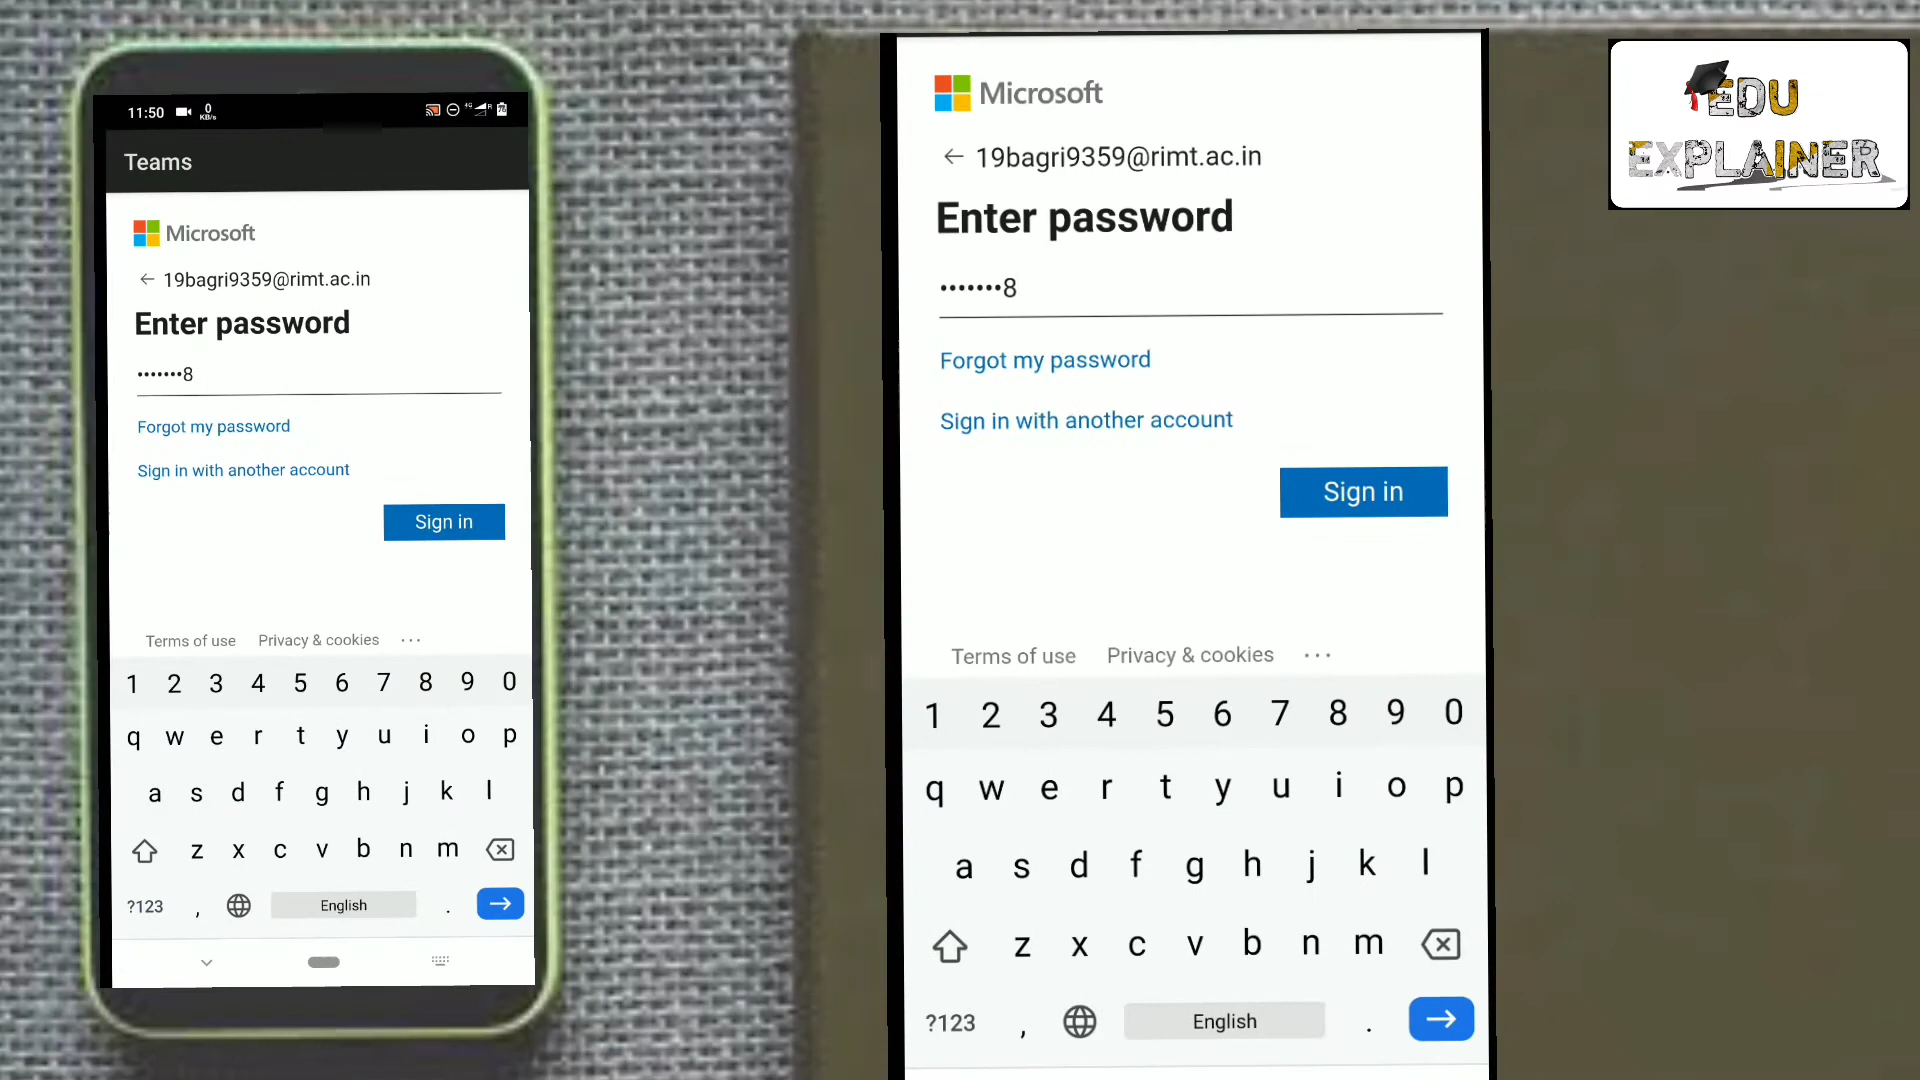 11:50
0
KB/s
Teams
Microsoft
19bagri9359@rimt.ac.in
Enter password
•••••••8
Forgot my password
Sign in with another account
Sign in
Terms of use Privacy & cookies ...
1 2 3 4 5 6 7 8 9 0
q w e r t y u i o p
a s d f g h j k l
z x c v b n m
?123 , English .
Microsoft
19bagri9359@rimt.ac.in
Enter password
•••••••8
Forgot my password
Sign in with another account
Sign in
Terms of use Privacy & cookies ...
1 2 3 4 5 6 7 8 9 0
q w e r t y u i o p
a s d f g h j k l
z x c v b n m
?123 , English .
EDU
EXPLAINER